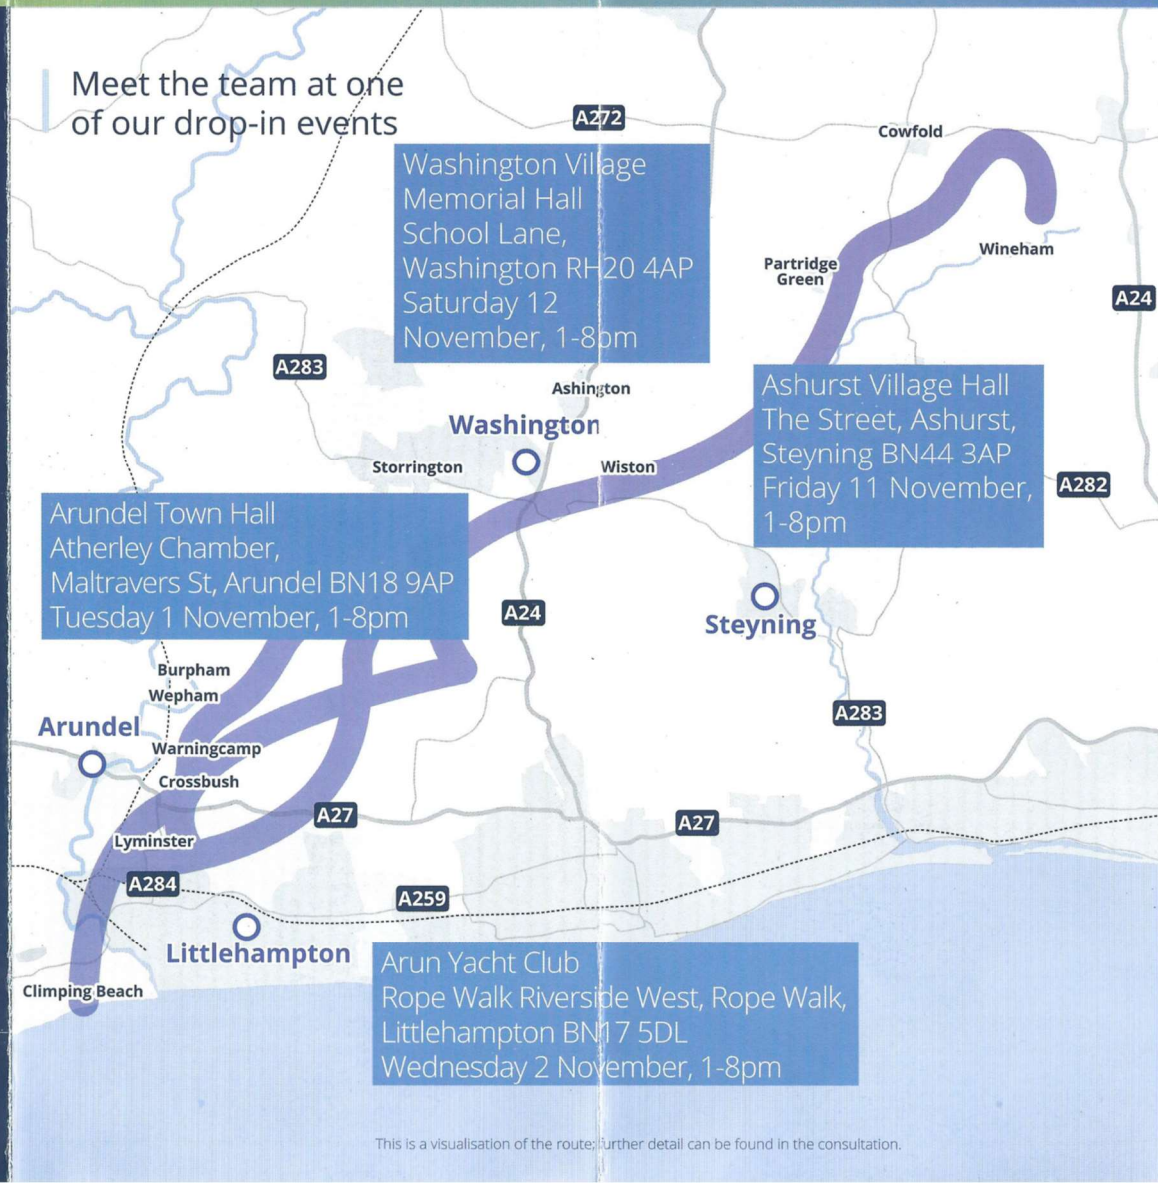 Meet the team at one
of our drop-in events
A272
Cowfold
Washington Village
Memorial Hall
School Lane,
Washington RH20 4AP
Saturday 12
November, 1-8pm
Wineham
Partridge
Green
A24
A283
Ashington
Ashurst Village Hall
The Street, Ashurst,
Steyning BN44 3AP
Friday 11 November,
1-8pm
Washington
Storrington
Wiston
A282
Arundel Town Hall
Atherley Chamber,
Maltravers St, Arundel BN18 9AP
Tuesday 1 November, 1-8pm
A24
Steyning
Burpham
Wepham
Arundel
A283
Warningcamp
Crossbush
A27
A27
Lyminster
A284
A259
Littlehampton
Climping Beach
Arun Yacht Club
Rope Walk Riverside West, Rope Walk,
Littlehampton BN17 5DL
Wednesday 2 November, 1-8pm
This is a visualisation of the route; further detail can be found in the consultation.